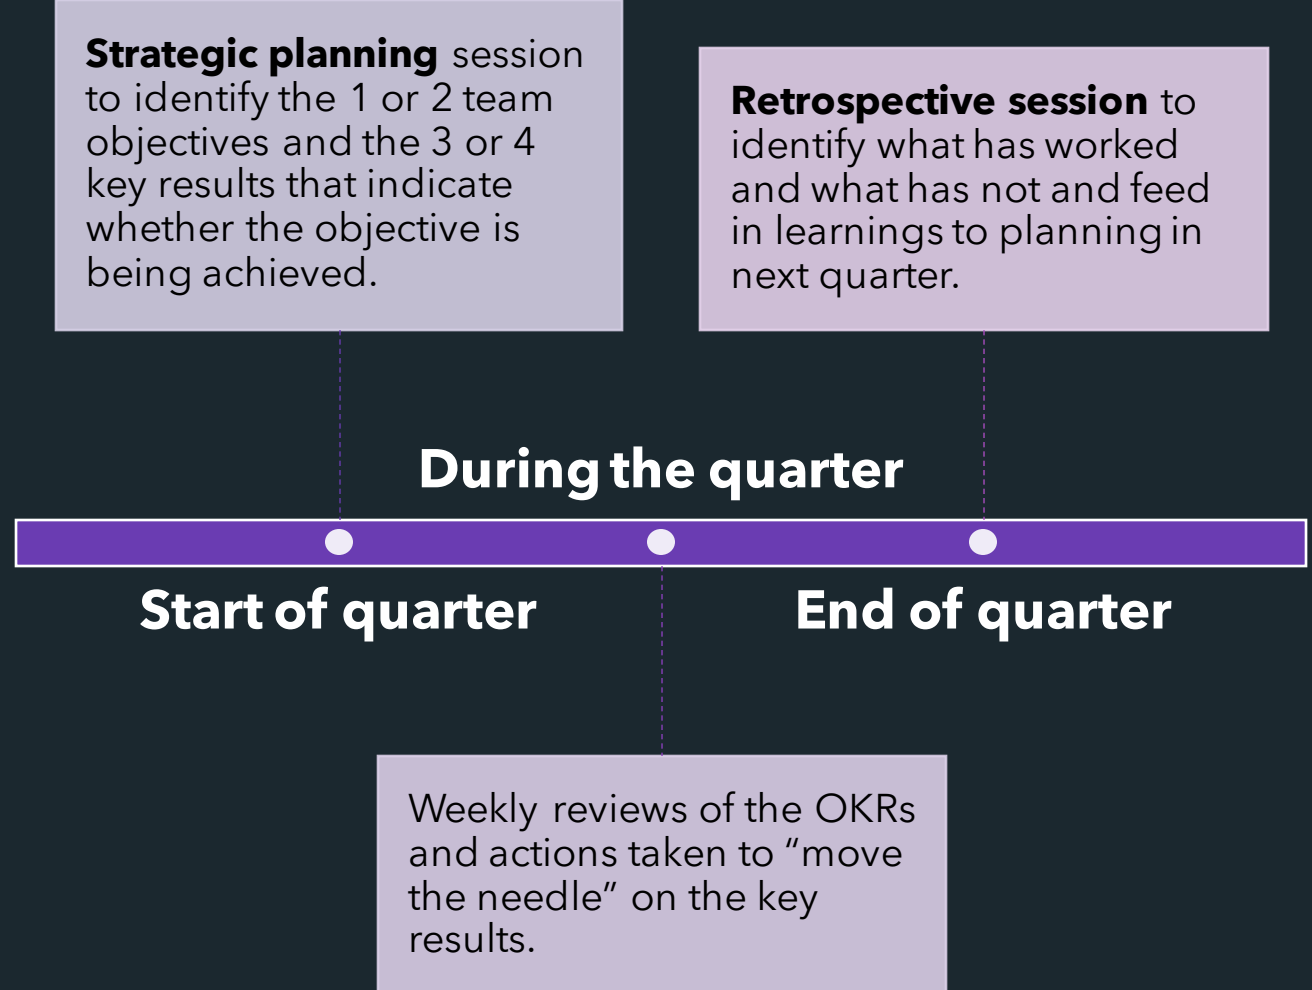 Strategic planning session
to identify the 1 or 2 team
objectives and the 3 or 4
key results that indicate
whether the objective is
being achieved.
Retrospective session to
identify what has worked
and what has not and feed
in learnings to planning in
next quarter.
During the quarter
Start of quarter
End of quarter
Weekly reviews of the OKRs
and actions taken to “move
the needle” on the key
results.